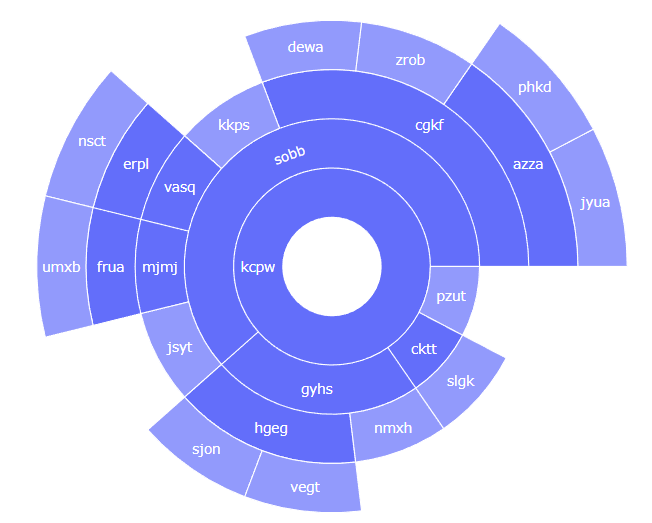 dewa
zrob
phkd
kkps
cgkf
nsct
sobb
erpl
azza
vasq
jyua
umxb
frua
mjmj
kcpw
pzut
jsyt
cktt
slgk
gyhs
hgeg
nmxh
sjon
vegt